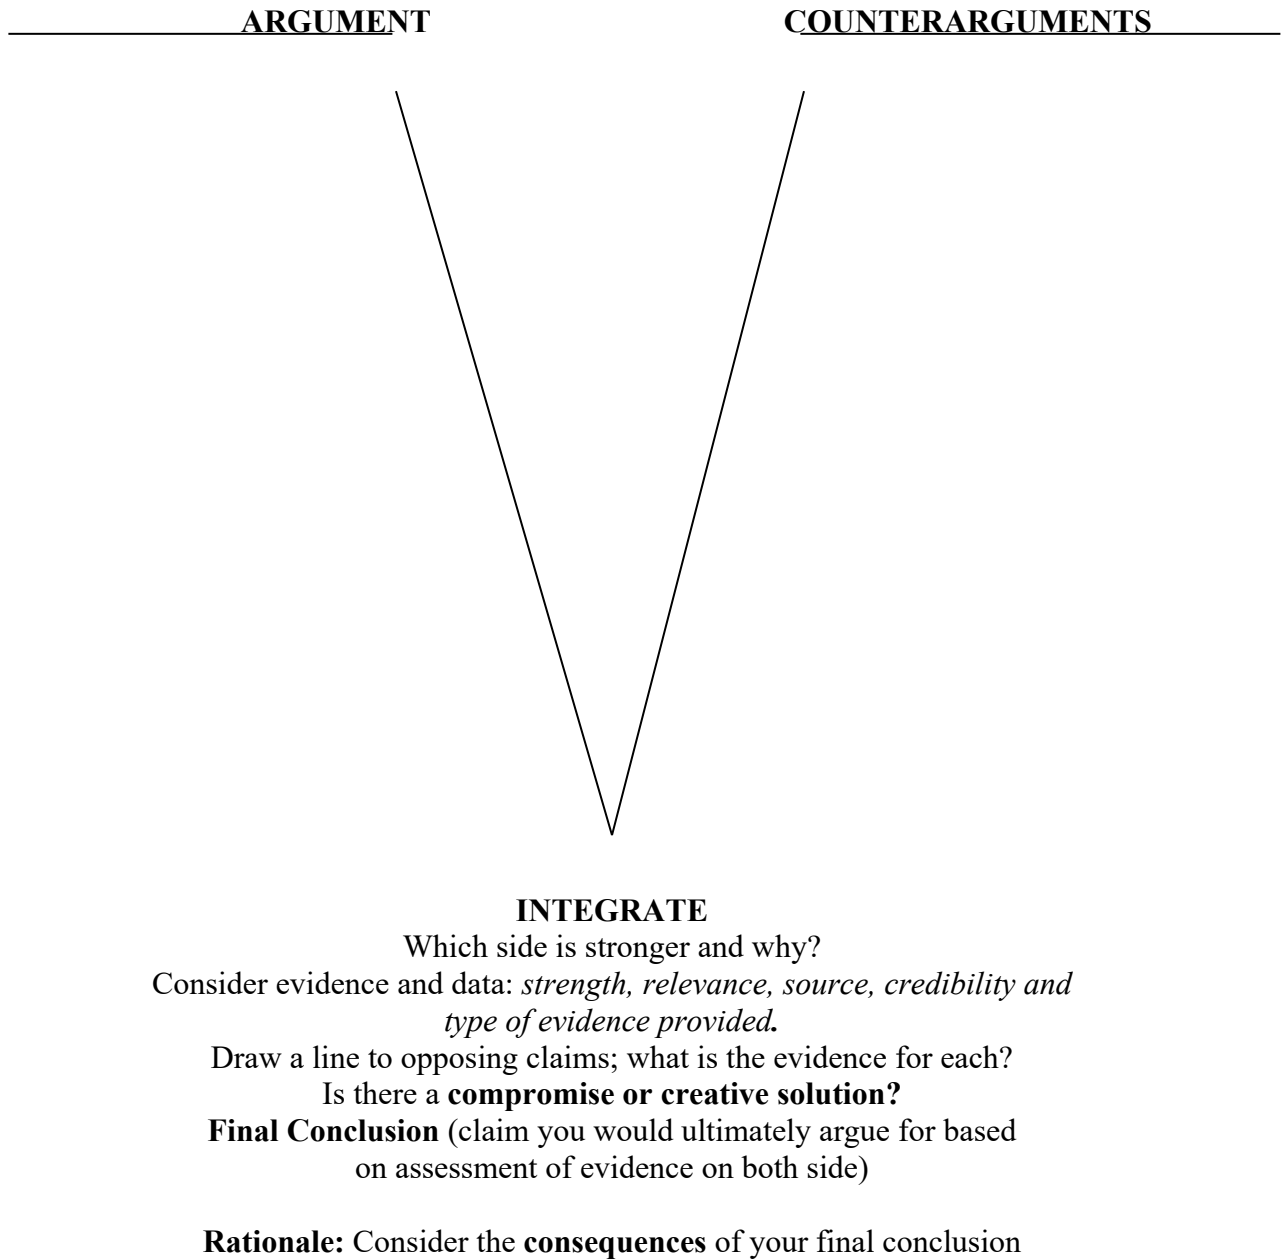 ARGUMENT COUNTERARGUMENTS
INTEGRATE
Which side is stronger and why?
Consider evidence and data: strength, relevance, source, credibility and
type of evidence provided.
Draw a line to opposing claims; what is the evidence for each?
Is there a compromise or creative solution?
Final Conclusion (claim you would ultimately argue for based
on assessment of evidence on both side)
Rationale: Consider the consequences of your final conclusion